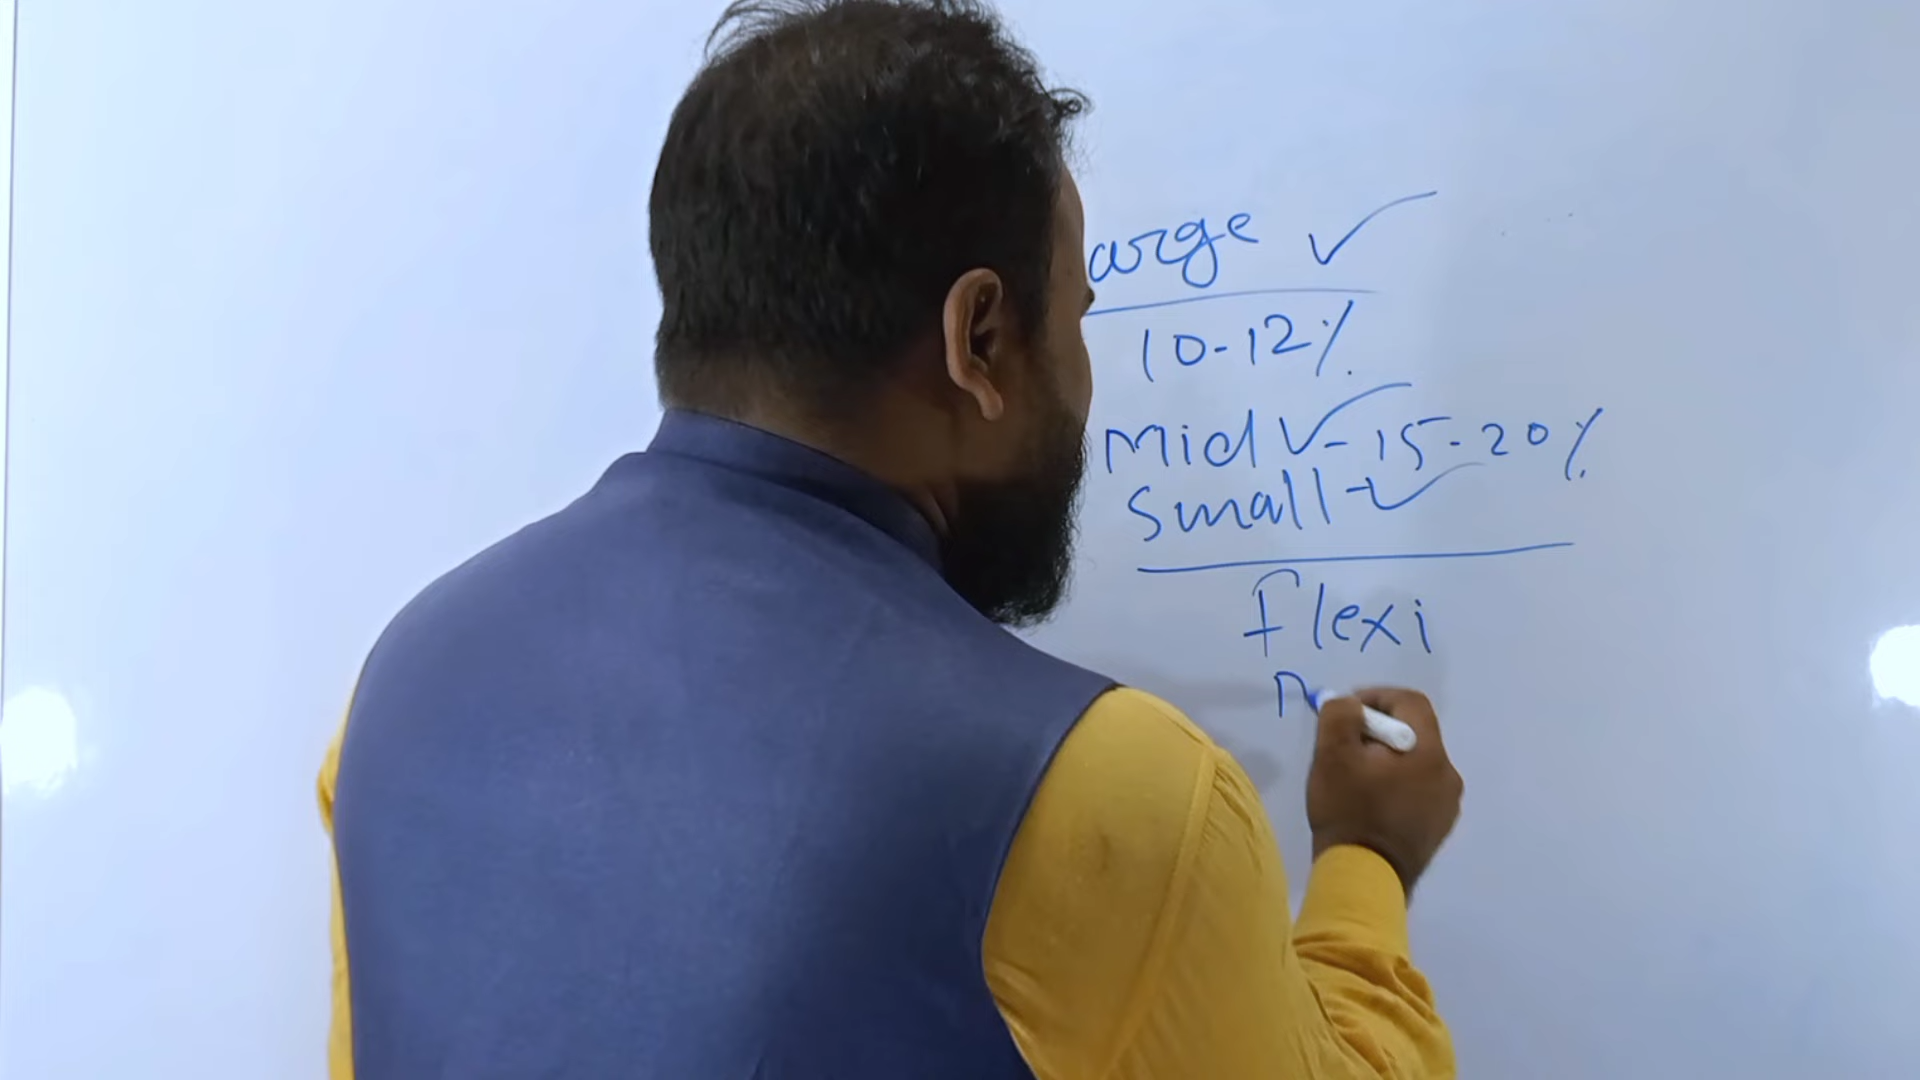 arge ✓
10-12%
Mid ✓- 15-20%
Small - ✓
flexi